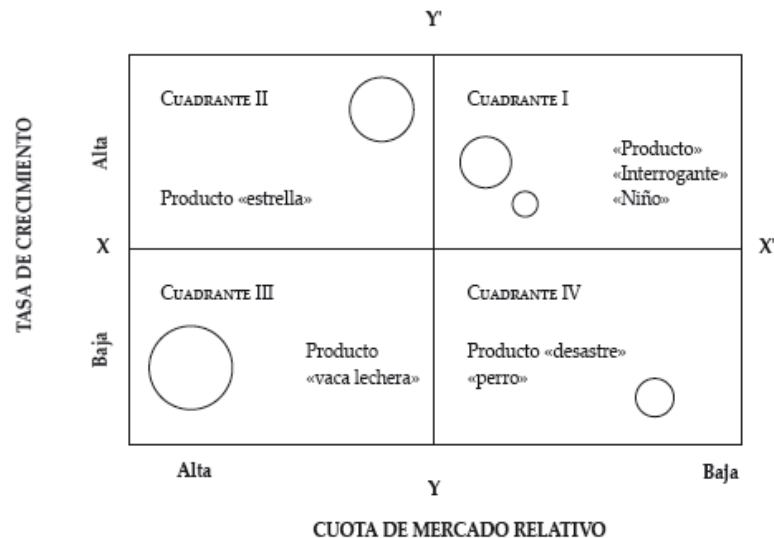 Y'
CUADRANTE II
CUADRANTE I
Alta
«Producto»
«Interrogante»
«Niño»
Producto «estrella»
TASA DE CRECIMIENTO
X
X'
CUADRANTE III
CUADRANTE IV
Baja
Producto
«vaca lechera»
Producto «desastre»
«perro»
Alta
Y
Baja
CUOTA DE MERCADO RELATIVO